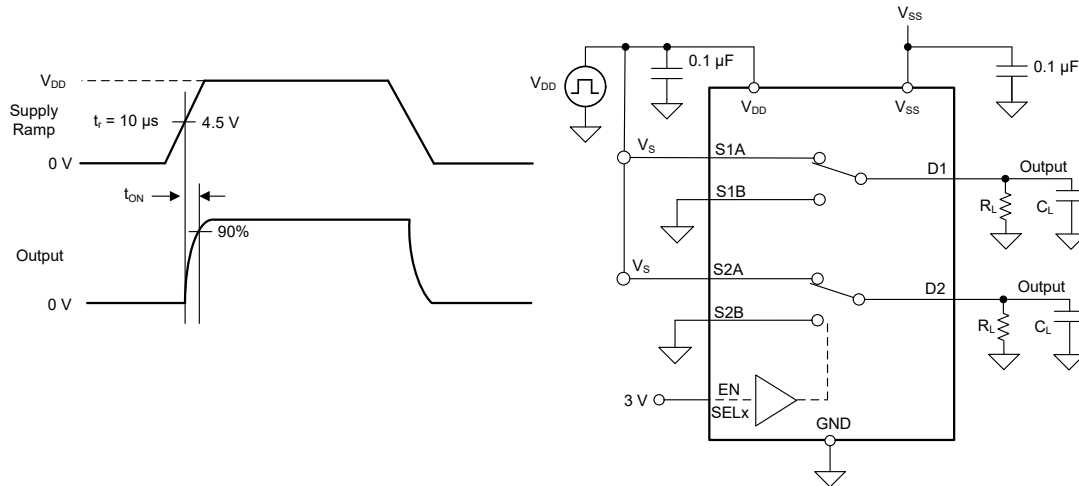 V_DD
Supply
Ramp
t_r = 10 µs
4.5 V
0 V
t_ON
90%
Output
0 V
V_SS
0.1 µF
0.1 µF
V_DD
V_DD
V_SS
V_S
S1A
D1
Output
S1B
R_L
C_L
V_S
S2A
D2
Output
S2B
R_L
C_L
3 V
EN
SELx
GND